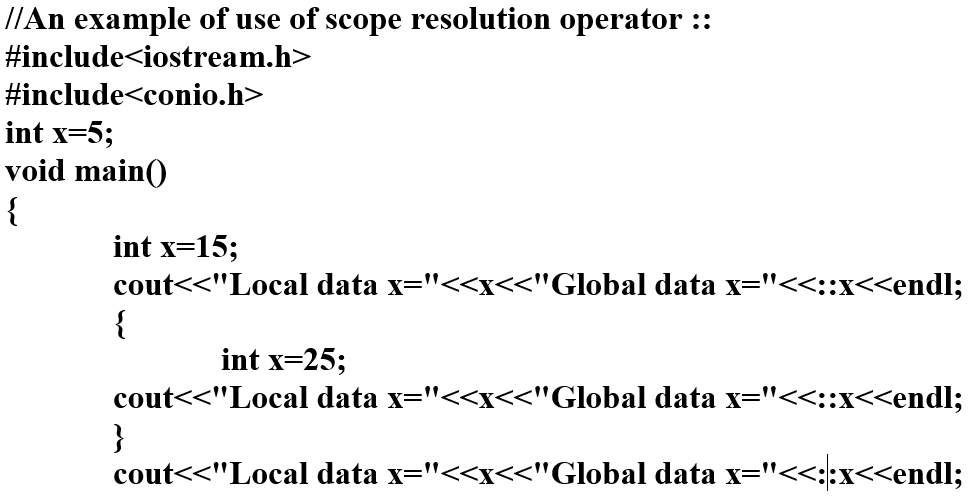 //An example of use of scope resolution operator ::
#include<iostream.h>
#include<conio.h>
int x=5;
void main()
{
int x=15;
cout<<"Local data x="<<x<<"Global data x="<<::x<<endl;
{
int x=25;
cout<<"Local data x="<<x<<"Global data x="<<::x<<endl;
}
cout<<"Local data x="<<x<<"Global data x="<<::x<<endl;